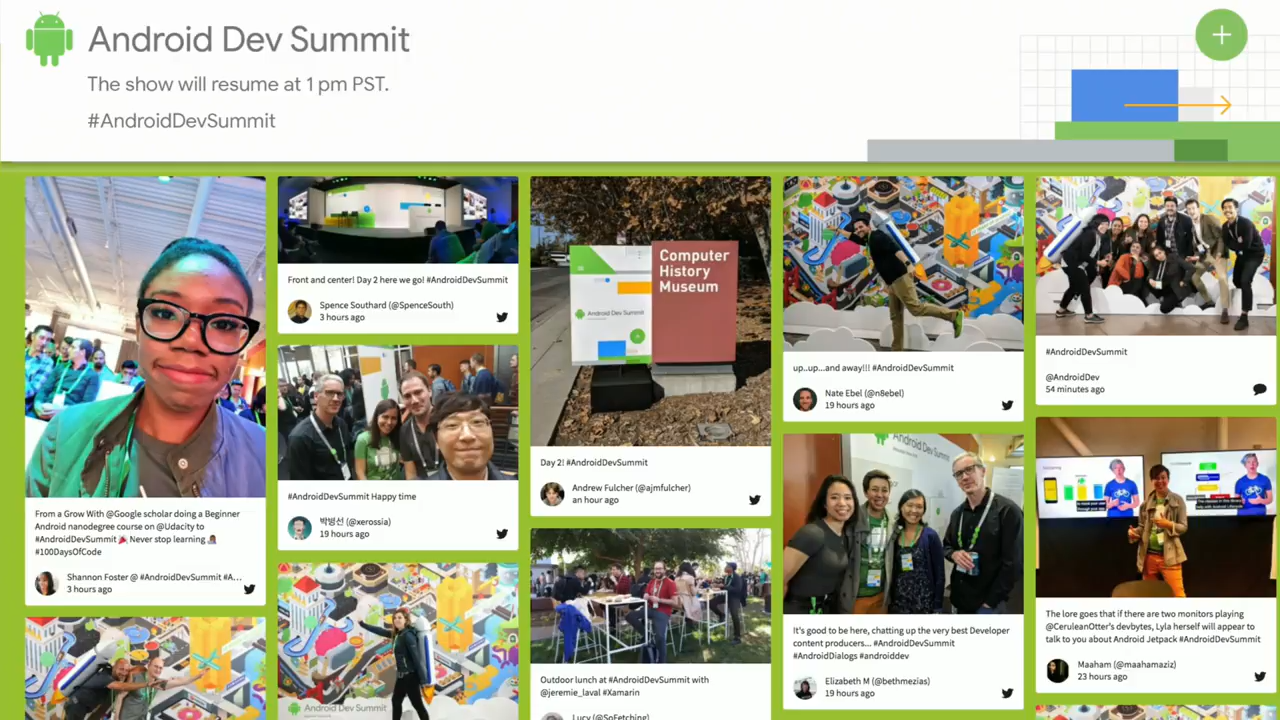 Android Dev Summit
The show will resume at 1 pm PST.
#AndroidDevSummit
From a Grow With @Google scholar doing a Beginner
Android nanodegree course on @Udacity to
#AndroidDevSummit 🎉 Never stop learning 👩🏾‍💻
#100DaysOfCode
Shannon Foster @ #AndroidDevSummit #A...
3 hours ago
Front and center! Day 2 here we go! #AndroidDevSummit
Spence Southard (@SpenceSouth)
3 hours ago
#AndroidDevSummit Happy time
박병선 (@xerossia)
19 hours ago
Android Dev Summit
Computer
History
Museum
Android Dev Summit
Day 2! #AndroidDevSummit
Andrew Fulcher (@ajmfulcher)
an hour ago
Outdoor lunch at #AndroidDevSummit with
@jeremie_laval #Xamarin
Lucy (@SoFetching)
up..up...and away!!! #AndroidDevSummit
Nate Ebel (@n8ebel)
19 hours ago
Android Dev Summit
It's good to be here, chatting up the very best Developer
content producers... #AndroidDevSummit
#AndroidDialogs #androiddev
Elizabeth M (@bethmezias)
19 hours ago
#AndroidDevSummit
@AndroidDev
54 minutes ago
The lore goes that if there are two monitors playing
@CeruleanOtter's devbytes, Lyla herself will appear to
talk to you about Android Jetpack #AndroidDevSummit
Maaham (@maahamaziz)
23 hours ago